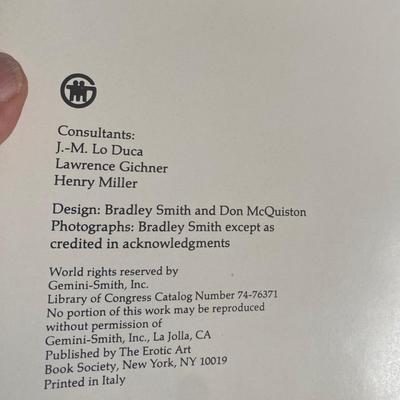 Consultants:
J.-M. Lo Duca
Lawrence Gichner
Henry Miller
Design: Bradley Smith and Don McQuiston
Photographs: Bradley Smith except as
credited in acknowledgments
World rights reserved by
Gemini-Smith, Inc.
Library of Congress Catalog Number 74-76371
No portion of this work may be reproduced
without permission of
Gemini-Smith, Inc., La Jolla, CA
Published by The Erotic Art
Book Society, New York, NY 10019
Printed in Italy